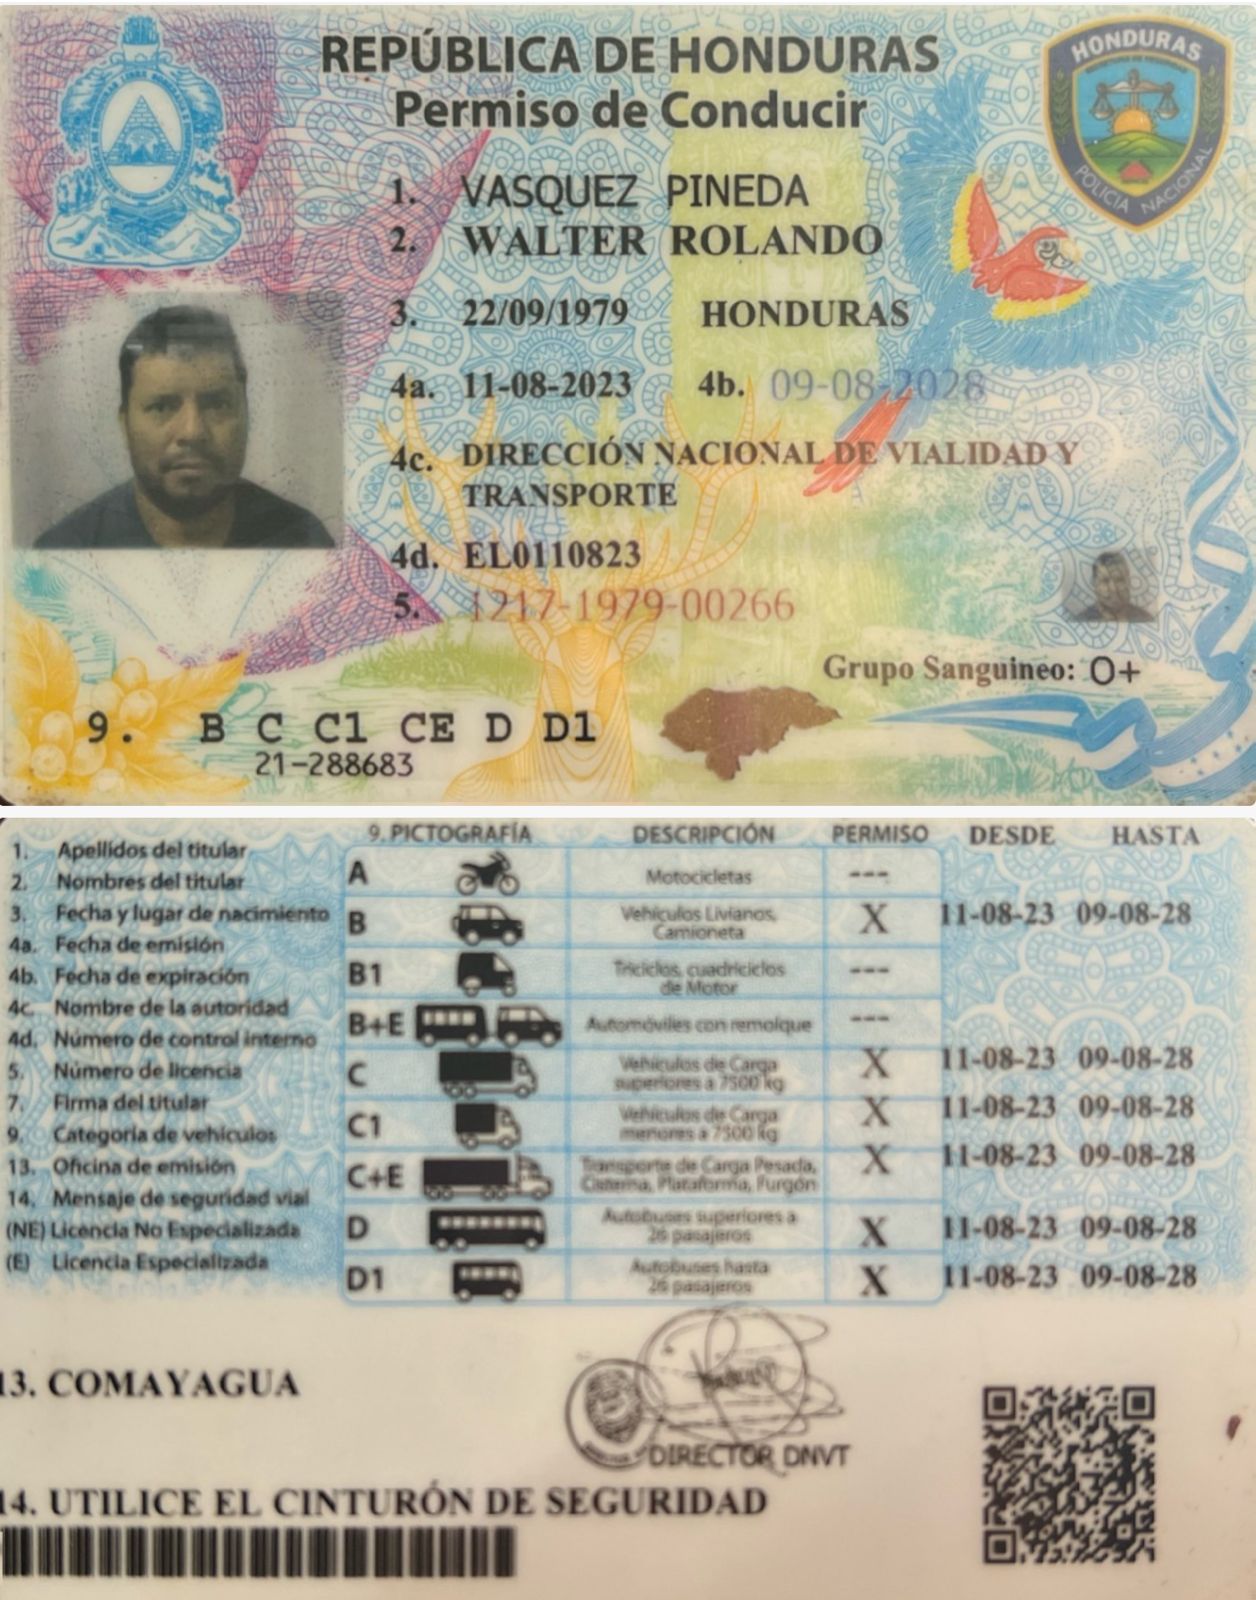 REPÚBLICA DE HONDURAS
Permiso de Conducir
HONDURAS
POLICÍA NACIONAL
1. VASQUEZ PINEDA
2. WALTER ROLANDO
3. 22/09/1979 HONDURAS
4a. 11-08-2023 4b. 09-08-2028
4c. DIRECCIÓN NACIONAL DE VIALIDAD Y
TRANSPORTE
4d. EL0110823
5. 1217-1979-00266
Grupo Sanguineo: O+
9. B C C1 CE D D1
21-288683
1. Apellidos del titular
2. Nombres del titular
3. Fecha y lugar de nacimiento
4a. Fecha de emisión
4b. Fecha de expiración
4c. Nombre de la autoridad
4d. Número de control interno
5. Número de licencia
7. Firma del titular
9. Categoria de vehículos
13. Oficina de emisión
14. Mensaje de seguridad vial
(NE) Licencia No Especializada
(E) Licencia Especializada
9. PICTOGRAFÍA DESCRIPCIÓN PERMISO DESDE HASTA
A Motocicletas ---
B Vehículos Livianos, Camioneta X 11-08-23 09-08-28
B1 Triciclos, cuadriciclos de Motor ---
B+E Automóviles con remolque ---
C Vehículos de Carga superiores a 7500 kg X 11-08-23 09-08-28
C1 Vehículos de Carga menores a 7500 kg X 11-08-23 09-08-28
C+E Transporte de Carga Pesada, Cisterna, Plataforma, Furgón X 11-08-23 09-08-28
D Autobuses superiores a 26 pasajeros X 11-08-23 09-08-28
D1 Autobuses hasta 26 pasajeros X 11-08-23 09-08-28
13. COMAYAGUA
DIRECTOR DNVT
14. UTILICE EL CINTURÓN DE SEGURIDAD